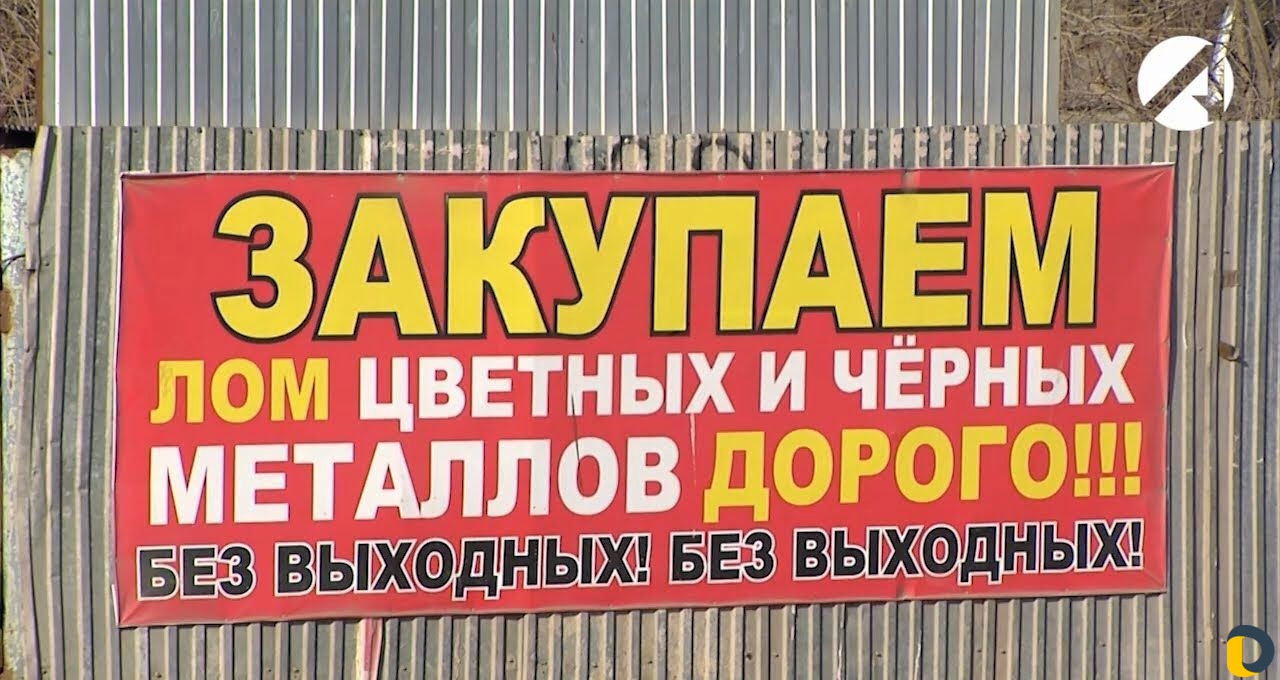 ЗАКУПАЕМ
ЛОМ ЦВЕТНЫХ И ЧЁРНЫХ
МЕТАЛЛОВ ДОРОГО!!!
БЕЗ ВЫХОДНЫХ! БЕЗ ВЫХОДНЫХ!